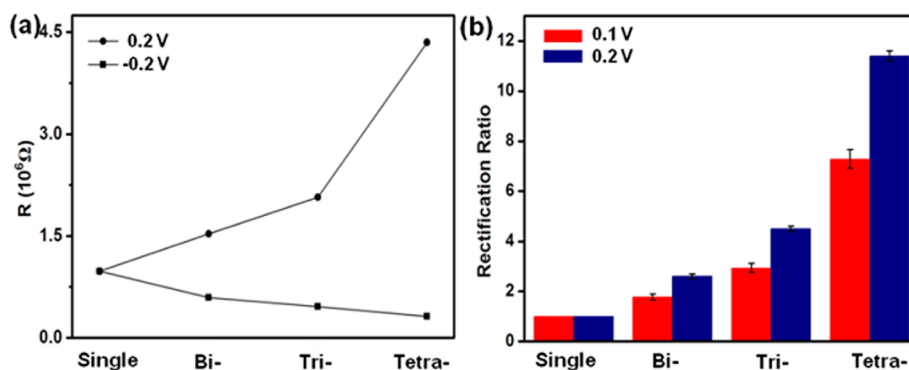 (a)
0.2 V
-0.2 V
R (10⁶Ω)
4.5
3.0
1.5
0.0
Single Bi- Tri- Tetra-
(b)
0.1 V
0.2 V
Rectification Ratio
12
10
8
6
4
2
0
Single Bi- Tri- Tetra-